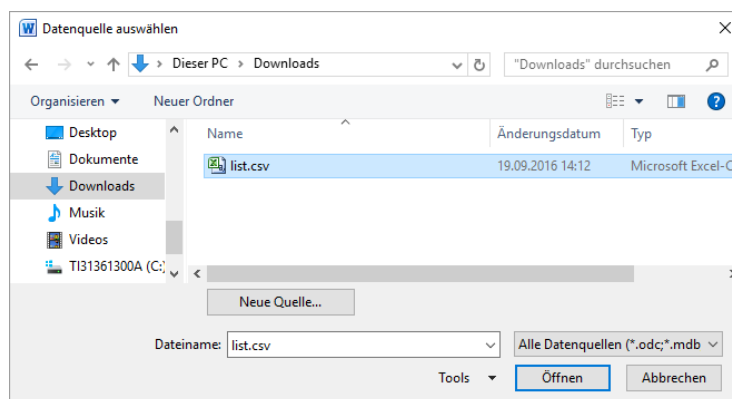 Datenquelle auswählen
Dieser PC > Downloads
"Downloads" durchsuchen
Organisieren
Neuer Ordner
Desktop
Dokumente
Downloads
Musik
Videos
TI31361300A (C:)
Name
Änderungsdatum
Typ
list.csv
19.09.2016 14:12
Microsoft Excel-C
Neue Quelle...
Dateiname: list.csv
Alle Datenquellen (*.odc;*.mdb
Tools
Öffnen
Abbrechen